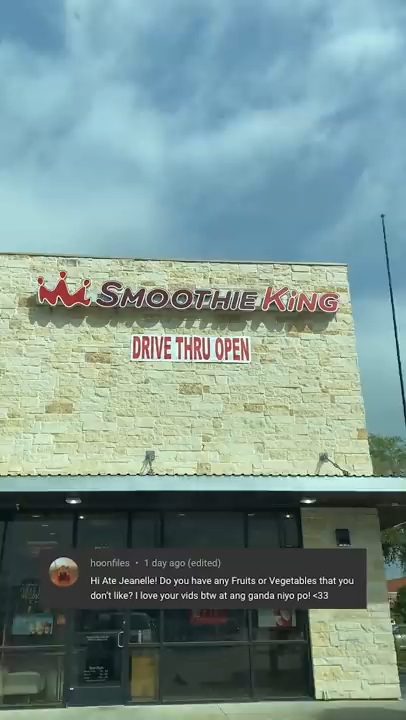 SMOOTHIE KING
DRIVE THRU OPEN
hoonfiles • 1 day ago (edited)
Hi Ate Jeanelle! Do you have any Fruits or Vegetables that you
don't like? I love your vids btw at ang ganda niyo po! <33